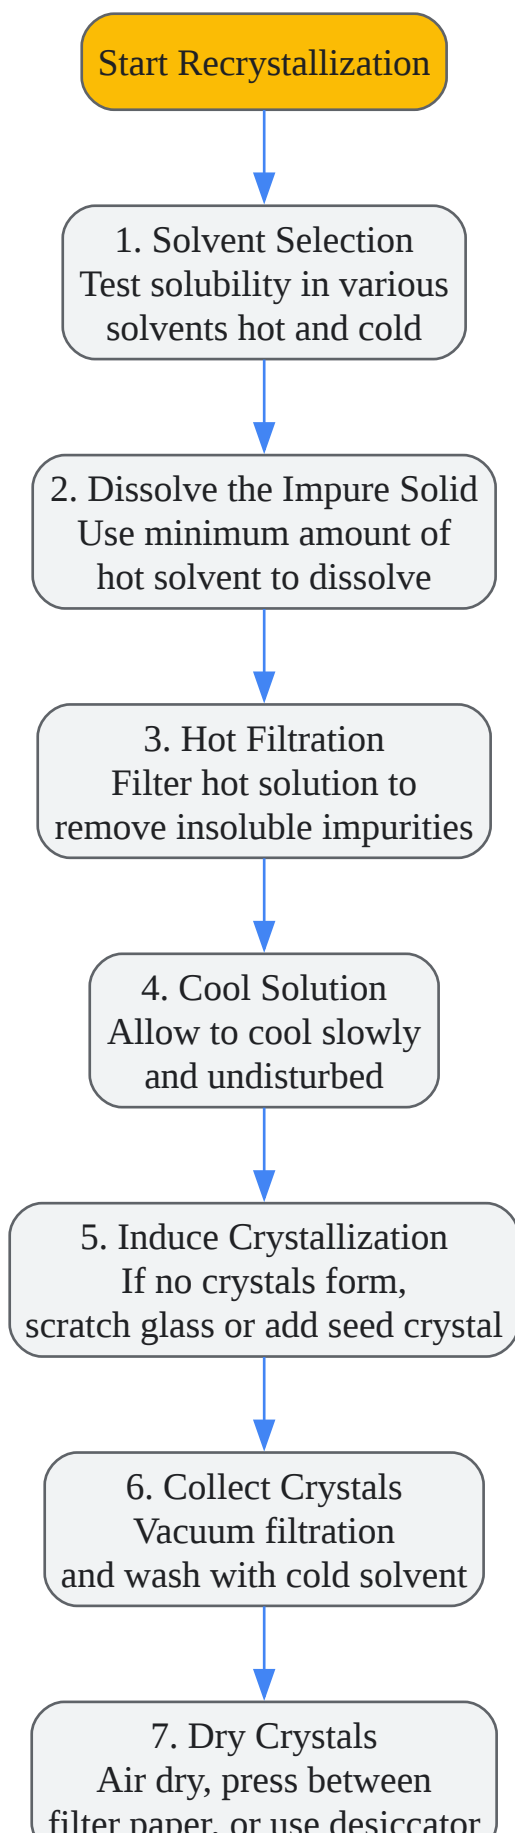 Start Recrystallization
1. Solvent Selection
Test solubility in various
solvents hot and cold
2. Dissolve the Impure Solid
Use minimum amount of
hot solvent to dissolve
3. Hot Filtration
Filter hot solution to
remove insoluble impurities
4. Cool Solution
Allow to cool slowly
and undisturbed
5. Induce Crystallization
If no crystals form,
scratch glass or add seed crystal
6. Collect Crystals
Vacuum filtration
and wash with cold solvent
7. Dry Crystals
Air dry, press between
filter paper, or use desiccator